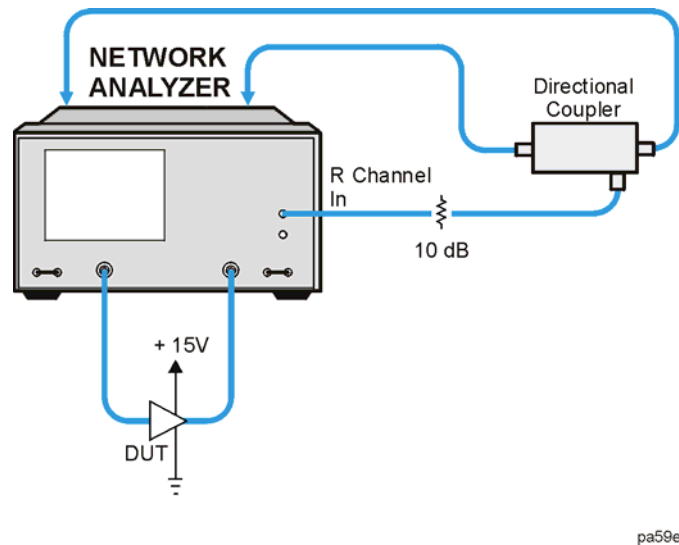 NETWORK
ANALYZER
Directional
Coupler
R Channel
In
10 dB
+ 15V
DUT
pa59e